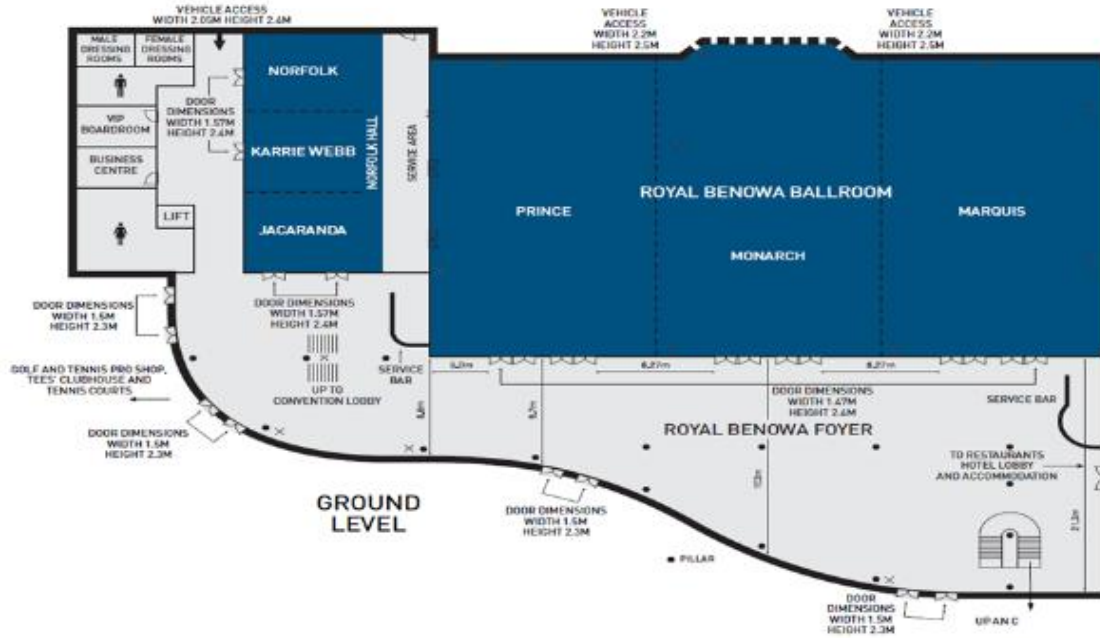 VEHICLE ACCESS
WIDTH 2.05M HEIGHT 2.4M
VEHICLE
ACCESS
WIDTH 2.2M
HEIGHT 2.5M
VEHICLE
ACCESS
WIDTH 2.2M
HEIGHT 2.5M
MALE
DRESSING
ROOMS
FEMALE
DRESSING
ROOMS
NORFOLK
DOOR
DIMENSIONS
WIDTH 1.57M
HEIGHT 2.4M
VIP
BOARDROOM
BUSINESS
CENTRE
KARRIE WEBB
NORFOLK HALL
SERVICE AREA
LIFT
JACARANDA
ROYAL BENOWA BALLROOM
PRINCE
MARQUIS
MONARCH
DOOR DIMENSIONS
WIDTH 1.5M
HEIGHT 2.3M
DOOR DIMENSIONS
WIDTH 1.57M
HEIGHT 2.4M
GOLF AND TENNIS PRO SHOP,
TEES' CLUBHOUSE AND
TENNIS COURTS
UP TO
CONVENTION LOBBY
SERVICE
BAR
8,27m
8,27m
DOOR DIMENSIONS
WIDTH 1.47M
HEIGHT 2.4M
SERVICE BAR
DOOR DIMENSIONS
WIDTH 1.5M
HEIGHT 2.3M
ROYAL BENOWA FOYER
TO RESTAURANTS
HOTEL LOBBY
AND ACCOMMODATION
GROUND
LEVEL
DOOR DIMENSIONS
WIDTH 1.5M
HEIGHT 2.3M
PILLAR
DOOR
DIMENSIONS
WIDTH 1.5M
HEIGHT 2.3M
UP AN C